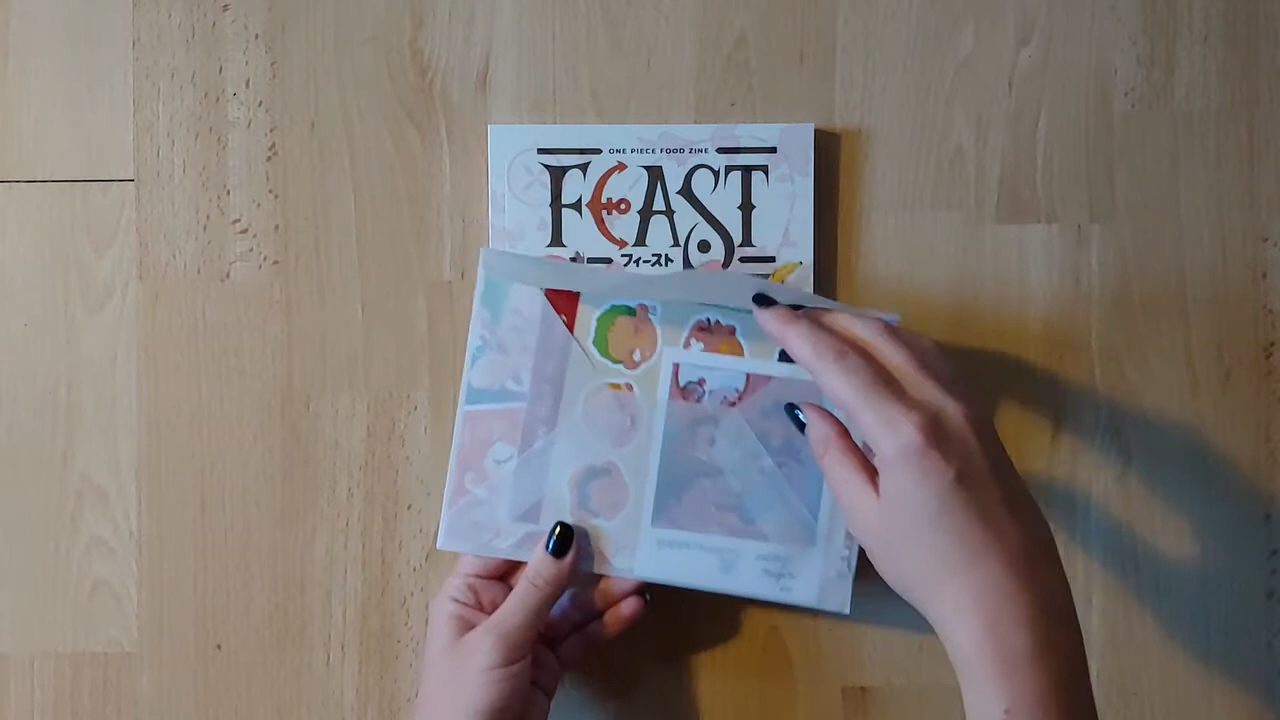 ONE PIECE FOOD ZINE
FEAST
フィースト